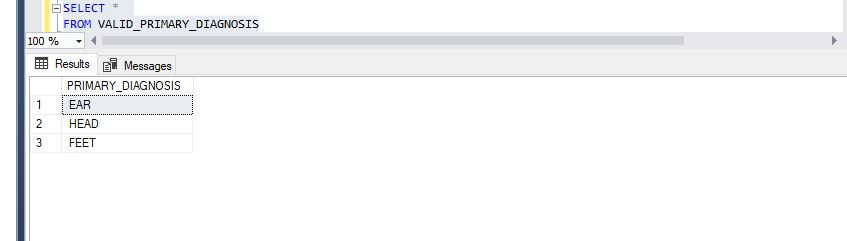 SELECT *
FROM VALID_PRIMARY_DIAGNOSIS
100 %
Results Messages
PRIMARY_DIAGNOSIS
1 EAR
2 HEAD
3 FEET